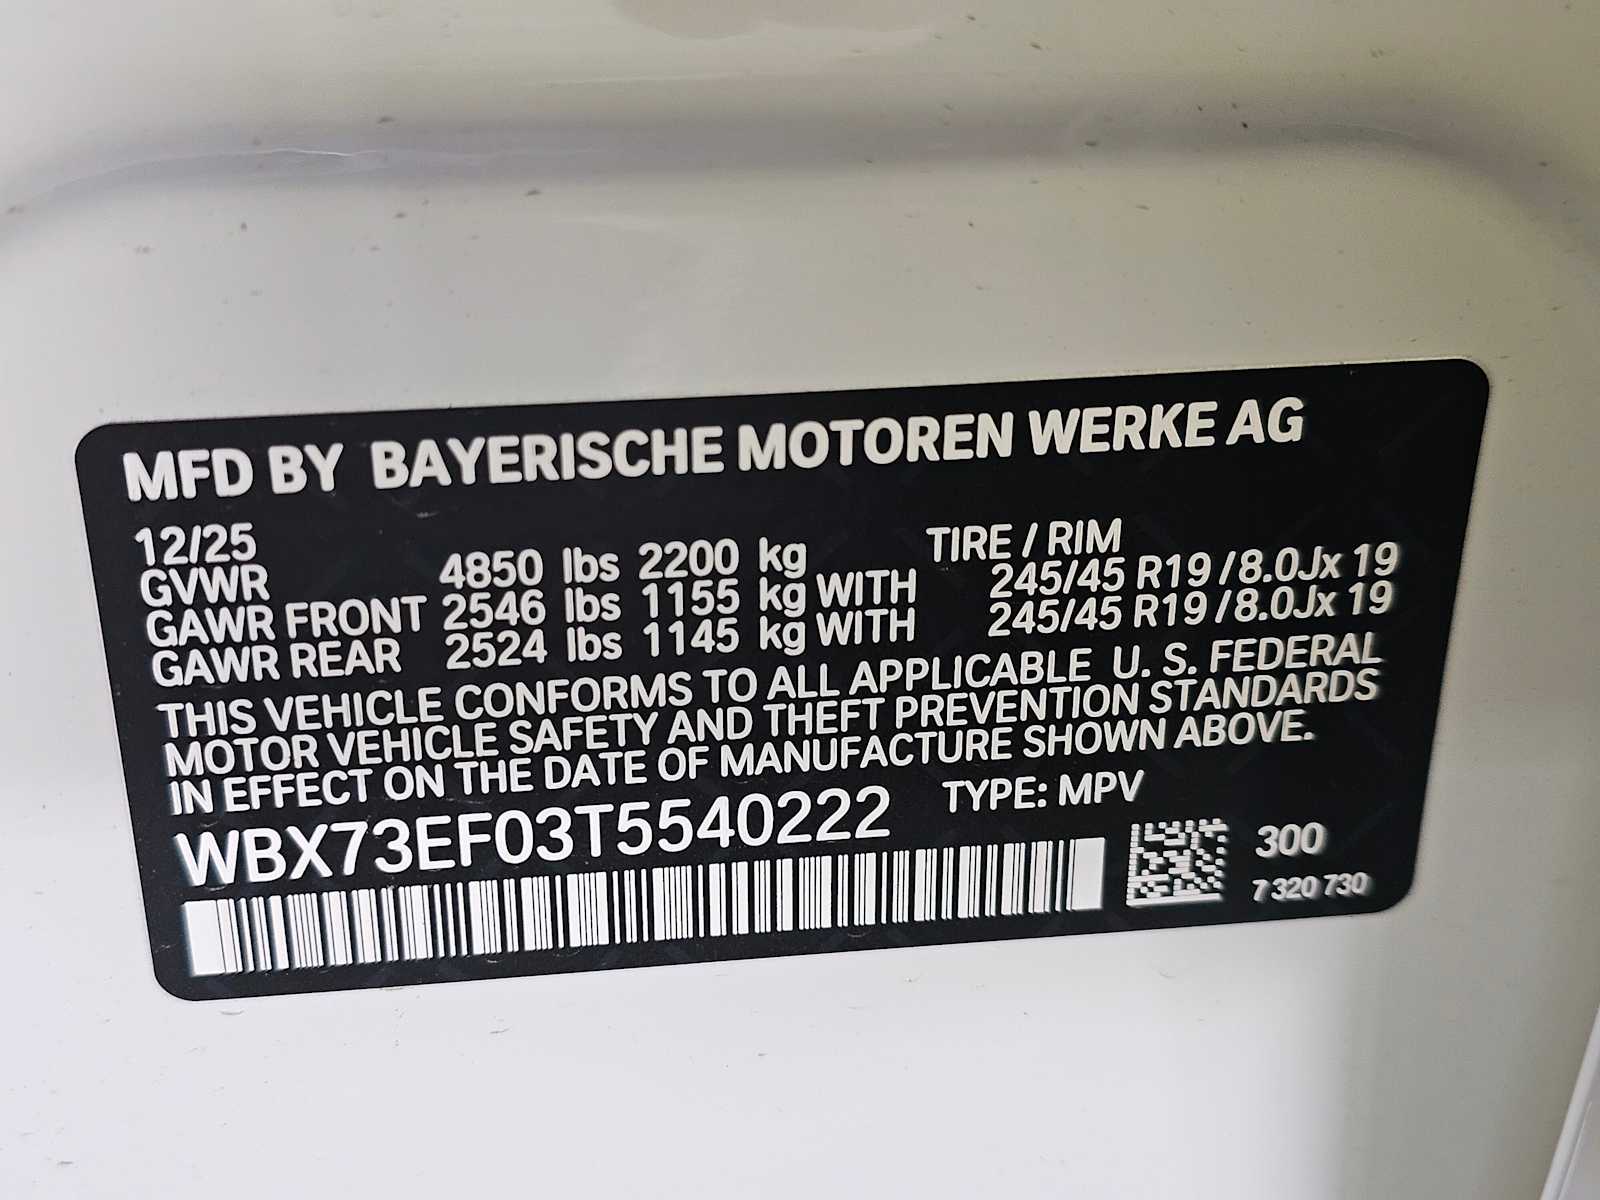 MFD BY BAYERISCHE MOTOREN WERKE AG
12/25 TIRE / RIM
GVWR 4850 lbs 2200 kg
GAWR FRONT 2546 lbs 1155 kg WITH 245/45 R19 / 8.0Jx 19
GAWR REAR 2524 lbs 1145 kg WITH 245/45 R19 / 8.0Jx 19
THIS VEHICLE CONFORMS TO ALL APPLICABLE U. S. FEDERAL
MOTOR VEHICLE SAFETY AND THEFT PREVENTION STANDARDS
IN EFFECT ON THE DATE OF MANUFACTURE SHOWN ABOVE.
WBX73EF03T5540222 TYPE: MPV
300
7 320 730